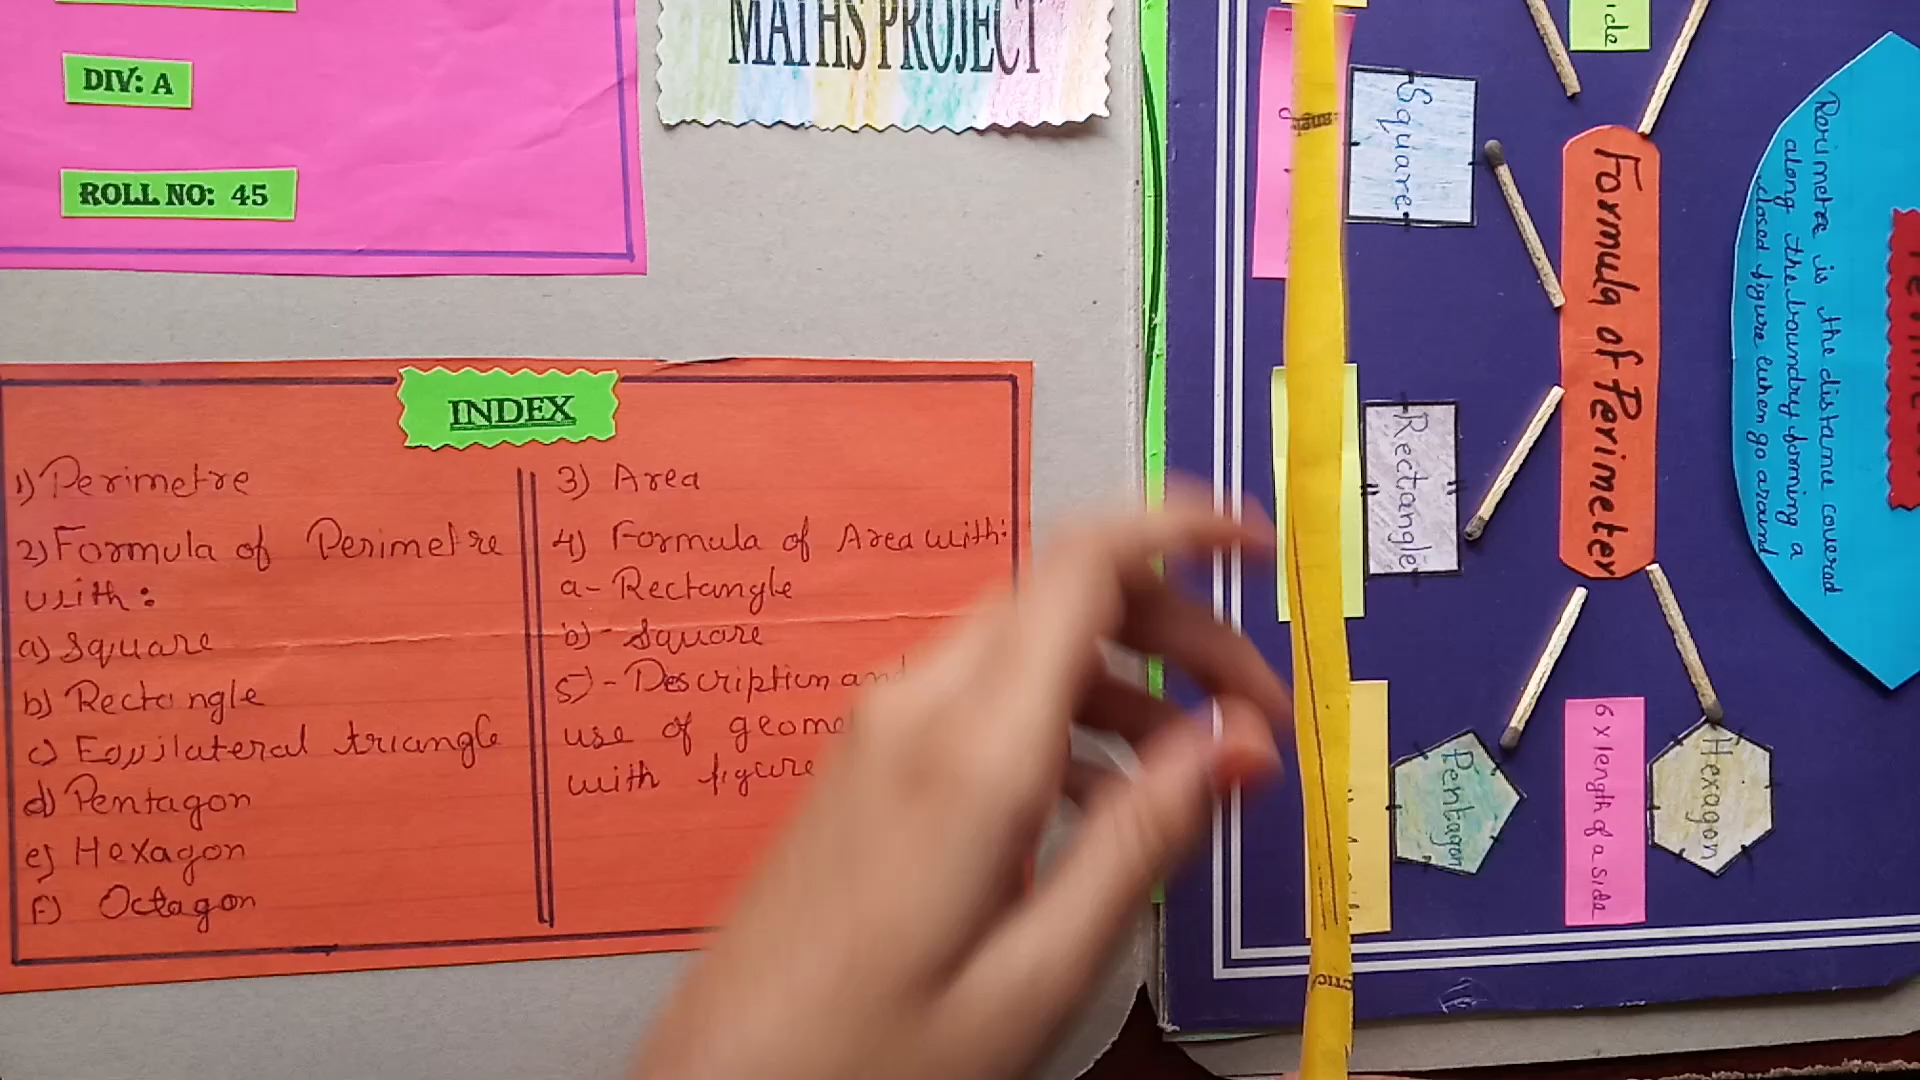 DIV: A
ROLL NO: 45
MATHS PROJECT
INDEX
1) Perimetre
2) Formula of Perimetre
with:
a) Square
b) Rectangle
c) Equilateral triangle
d) Pentagon
e) Hexagon
F) Octagon
3) Area
4) Formula of Area with:
a- Rectangle
b)- Square
5)- Description and
use of
with figure
ide
Square
Rectangle
Pentagon
Hexagon
6 x length of a side
Formula of Perimeter
Perimetre is the distance covered
along the boundary forming a
closed figure when go around